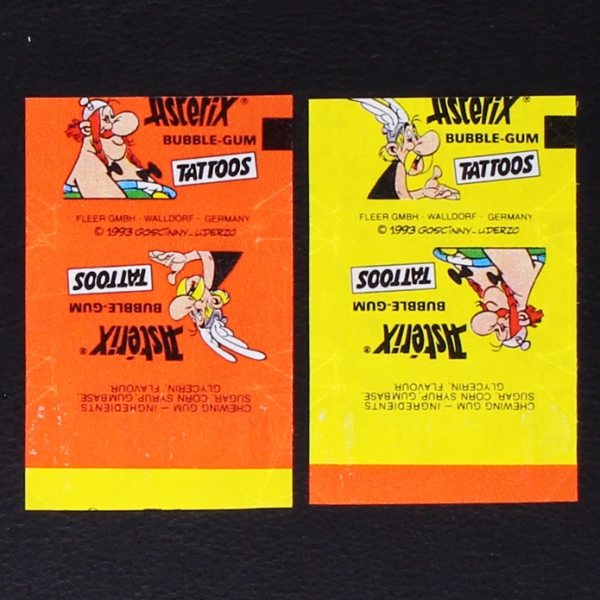 Asterix®
BUBBLE-GUM
TATTOOS
FLEER GMBH - WALLDORF - GERMANY
© 1993 GOSCINNY-UDERZO
TATTOOS
BUBBLE-GUM
Astérix®
CHEWING GUM – INGREDIENTS
SUGAR, CORN SYRUP, GUMBASE,
GLYCERIN, FLAVOUR.
Asterix®
BUBBLE-GUM
TATTOOS
FLEER GMBH - WALLDORF - GERMANY
© 1993 GOSCINNY-UDERZO
TATTOOS
BUBBLE-GUM
Astérix®
CHEWING GUM – INGREDIENTS
SUGAR, CORN SYRUP, GUMBASE,
GLYCERIN, FLAVOUR.